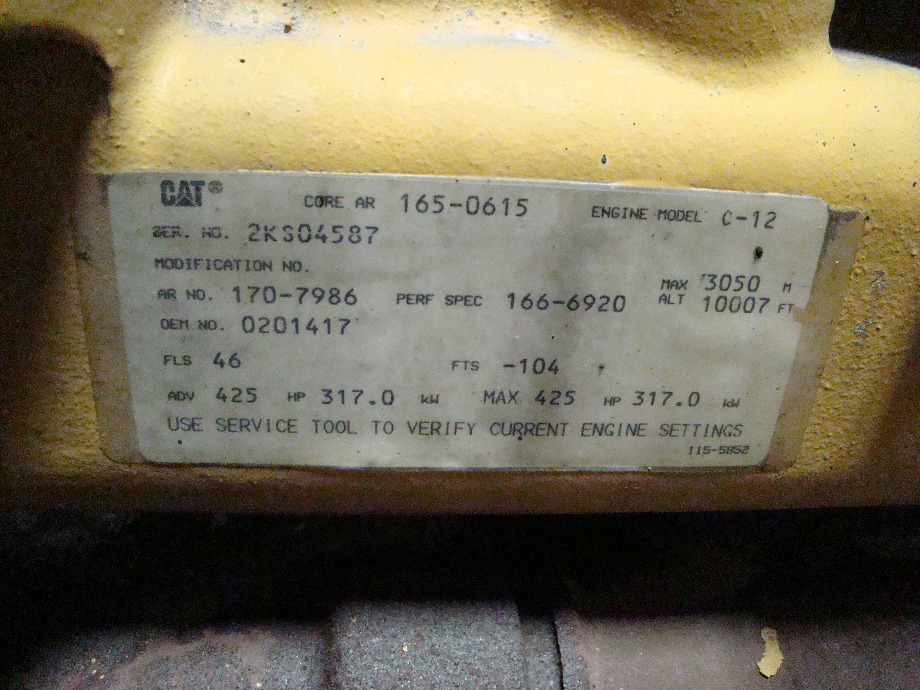 CAT® CORE AR 165-0615 ENGINE MODEL C-12
SER. NO. 2KS04587
MODIFICATION NO.
AR NO. 170-7986 PERF SPEC 166-6920 MAX ALT 3050 M 10007 FT
OEM NO. 0201417
FLS 46 FTS -104
ADV 425 HP 317.0 kW MAX 425 HP 317.0 kW
USE SERVICE TOOL TO VERIFY CURRENT ENGINE SETTINGS
115-5852